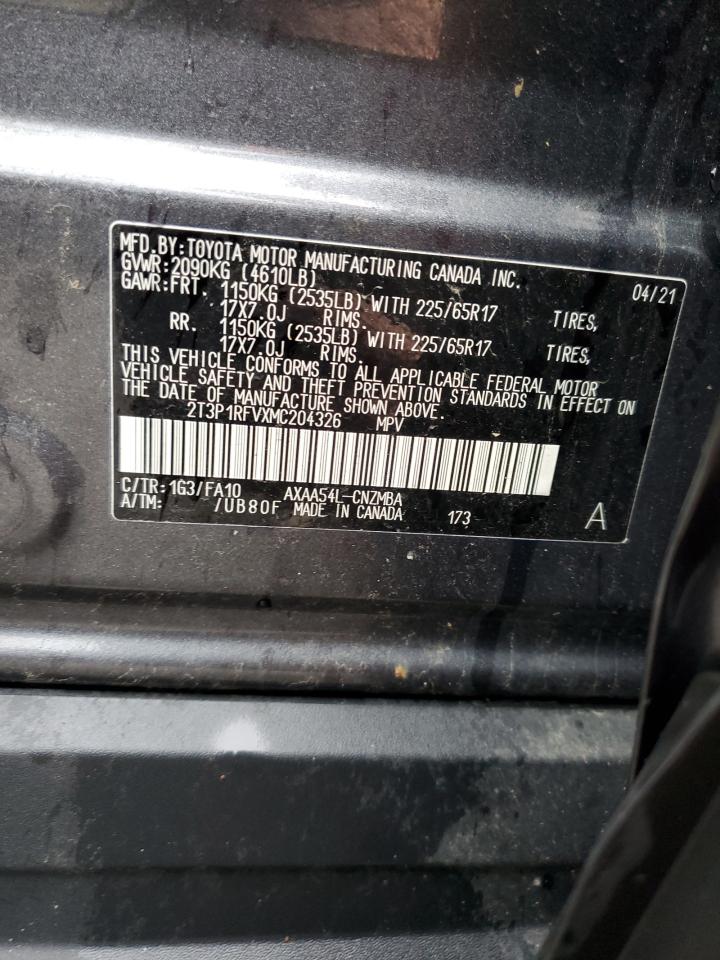 MFD.BY:TOYOTA MOTOR MANUFACTURING CANADA INC.
GVWR:2090KG (4610LB) 04/21
GAWR:FRT. 1150KG (2535LB) WITH 225/65R17 TIRES,
17X7.0J RIMS.
RR. 1150KG (2535LB) WITH 225/65R17 TIRES,
17X7.0J RIMS.
THIS VEHICLE CONFORMS TO ALL APPLICABLE FEDERAL MOTOR
VEHICLE SAFETY AND THEFT PREVENTION STANDARDS IN EFFECT ON
THE DATE OF MANUFACTURE SHOWN ABOVE.
2T3P1RFVXMC204326 MPV
C/TR:1G3/FA10 AXAA54L-CNZMBA
A/TM: /UB80F MADE IN CANADA 173 A